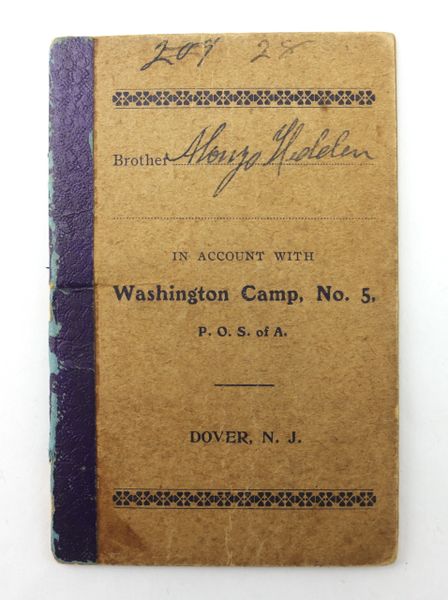 207 28
Brother Alonzo Hedden
IN ACCOUNT WITH
Washington Camp, No. 5,
P. O. S. of A.
DOVER, N. J.